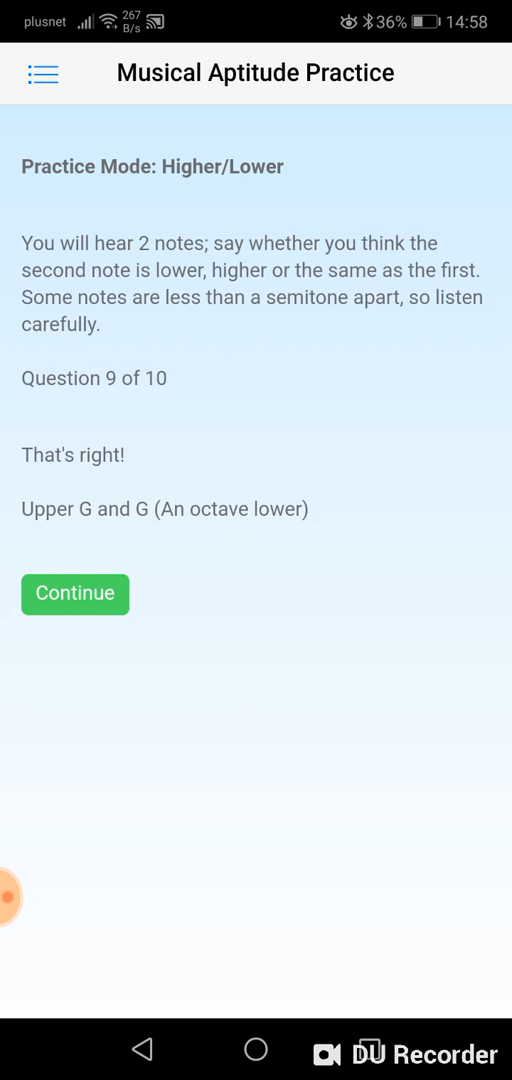 plusnet 267 B/s 36% 14:58
Musical Aptitude Practice
Practice Mode: Higher/Lower
You will hear 2 notes; say whether you think the
second note is lower, higher or the same as the first.
Some notes are less than a semitone apart, so listen
carefully.
Question 9 of 10
That's right!
Upper G and G (An octave lower)
Continue
DU Recorder